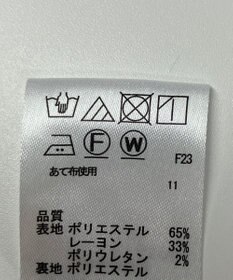 F W F23
あて布使用
11
品質
表地 ポリエステル 65%
レーヨン 33%
ポリウレタン 2%
裏地 ポリエステル